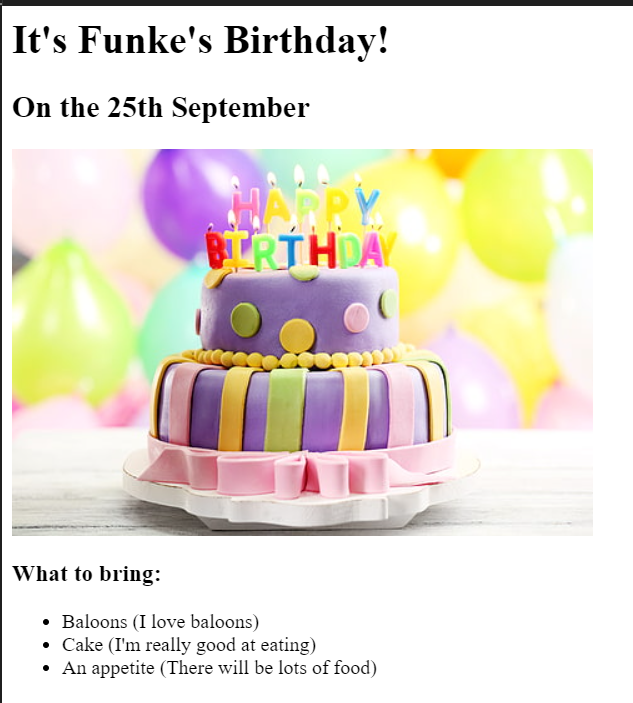 It's Funke's Birthday!
On the 25th September
HAPPY
BIRTHDAY
What to bring:
Baloons (I love baloons)
Cake (I'm really good at eating)
An appetite (There will be lots of food)